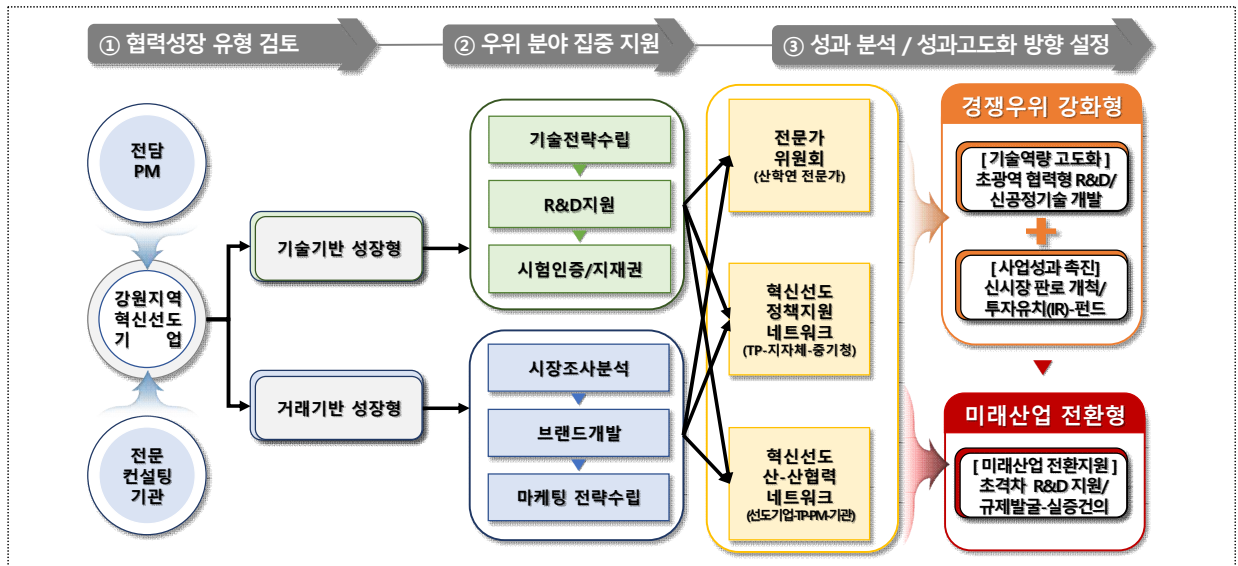 ① 협력성장 유형 검토
② 우위 분야 집중 지원
③ 성과 분석 / 성과고도화 방향 설정
전담
PM
강원지역
혁신선도
기 업
전문
컨설팅
기관
기술기반 성장형
거래기반 성장형
기술전략수립
R&D지원
시험인증/지재권
시장조사분석
브랜드개발
마케팅 전략수립
전문가
위원회
(산학연 전문가)
혁신선도
정책지원
네트워크
(TP-지자체-중기청)
혁신선도
산-산협력
네트워크
(선도기업-TP-PM-기관)
경쟁우위 강화형
[ 기술역량 고도화 ]
초광역 협력형 R&D/
신공정기술 개발
[ 사업성과 촉진]
신시장 판로 개척/
투자유치(IR)-펀드
미래산업 전환형
[ 미래산업 전환지원 ]
초격차 R&D 지원/
규제발굴-실증건의